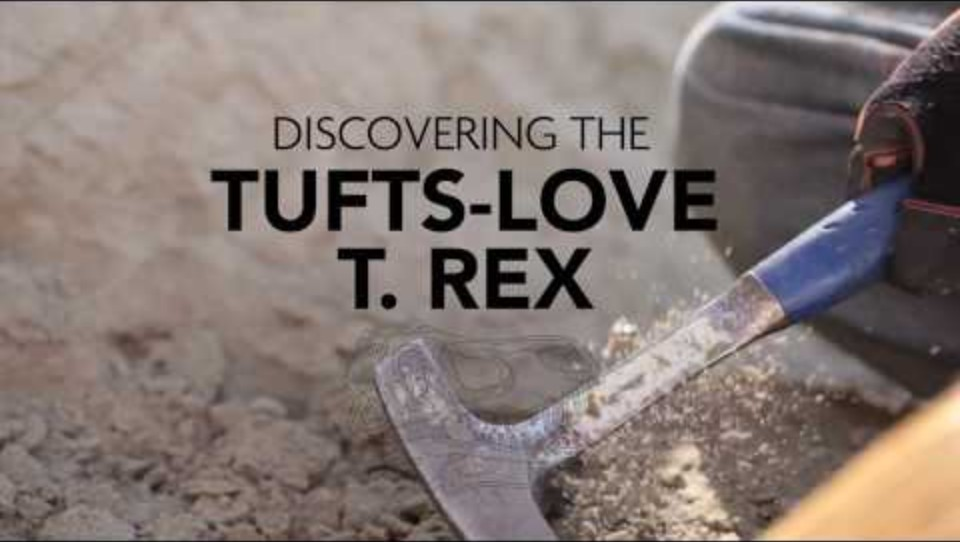 DISCOVERING THE
TUFTS-LOVE
T. REX